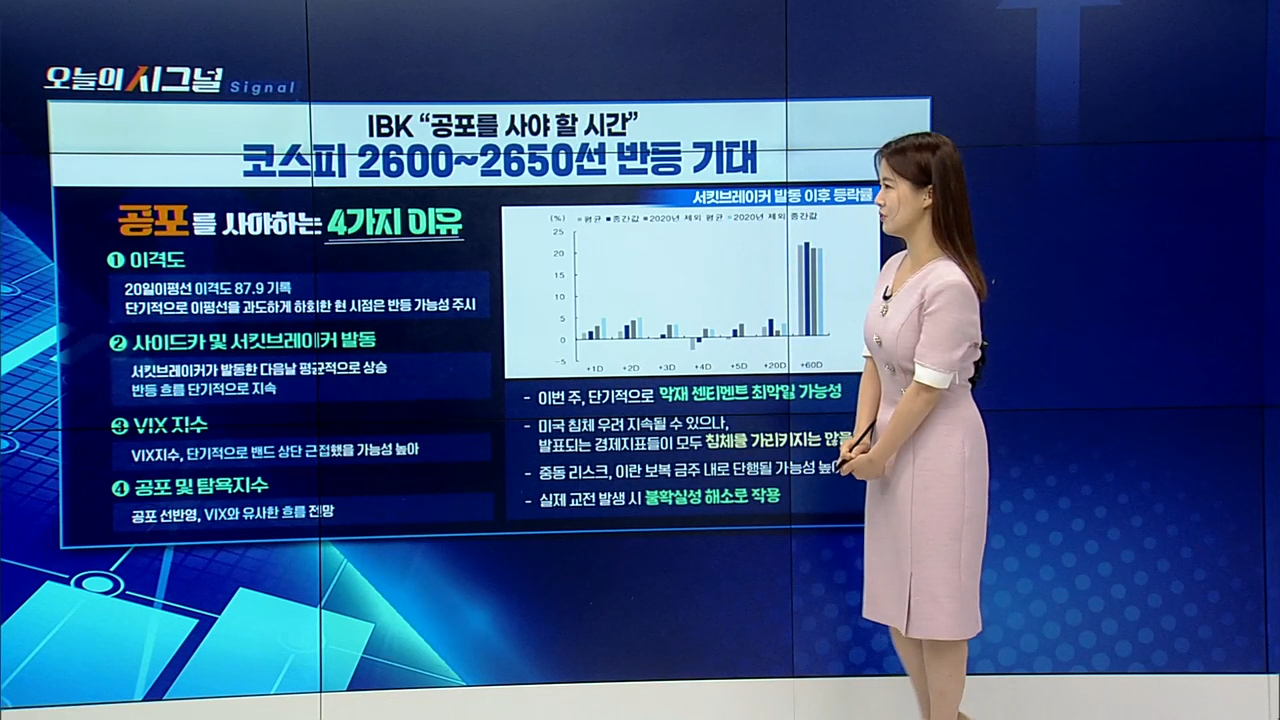 오늘의 시그널 Signal
IBK “공포를 사야 할 시간”
코스피 2600~2650선 반등 기대
공포를 사야하는 4가지 이유
❶ 이격도
20일이평선 이격도 87.9 기록
단기적으로 이평선을 과도하게 하회한 현 시점은 반등 가능성 주시
❷ 사이드카 및 서킷브레이커 발동
서킷브레이커가 발동한 다음날 평균적으로 상승
반등 흐름 단기적으로 지속
❸ VIX 지수
VIX지수, 단기적으로 밴드 상단 근접했을 가능성 높아
❹ 공포 및 탐욕지수
공포 선반영, VIX와 유사한 흐름 전망
서킷브레이커 발동 이후 등락률
(%) 평균 중간값 2020년 제외 평균 2020년 제외 중간값
25
20
15
10
5
0
-5
+1D +2D +3D +4D +5D +20D +60D
- 이번 주, 단기적으로 악재 센티멘트 최악일 가능성
- 미국 침체 우려 지속될 수 있으나,
발표되는 경제지표들이 모두 침체를 가리키지는 않을
- 중동 리스크, 이란 보복 금주 내로 단행될 가능성
- 실제 교전 발생 시 불확실성 해소로 작용